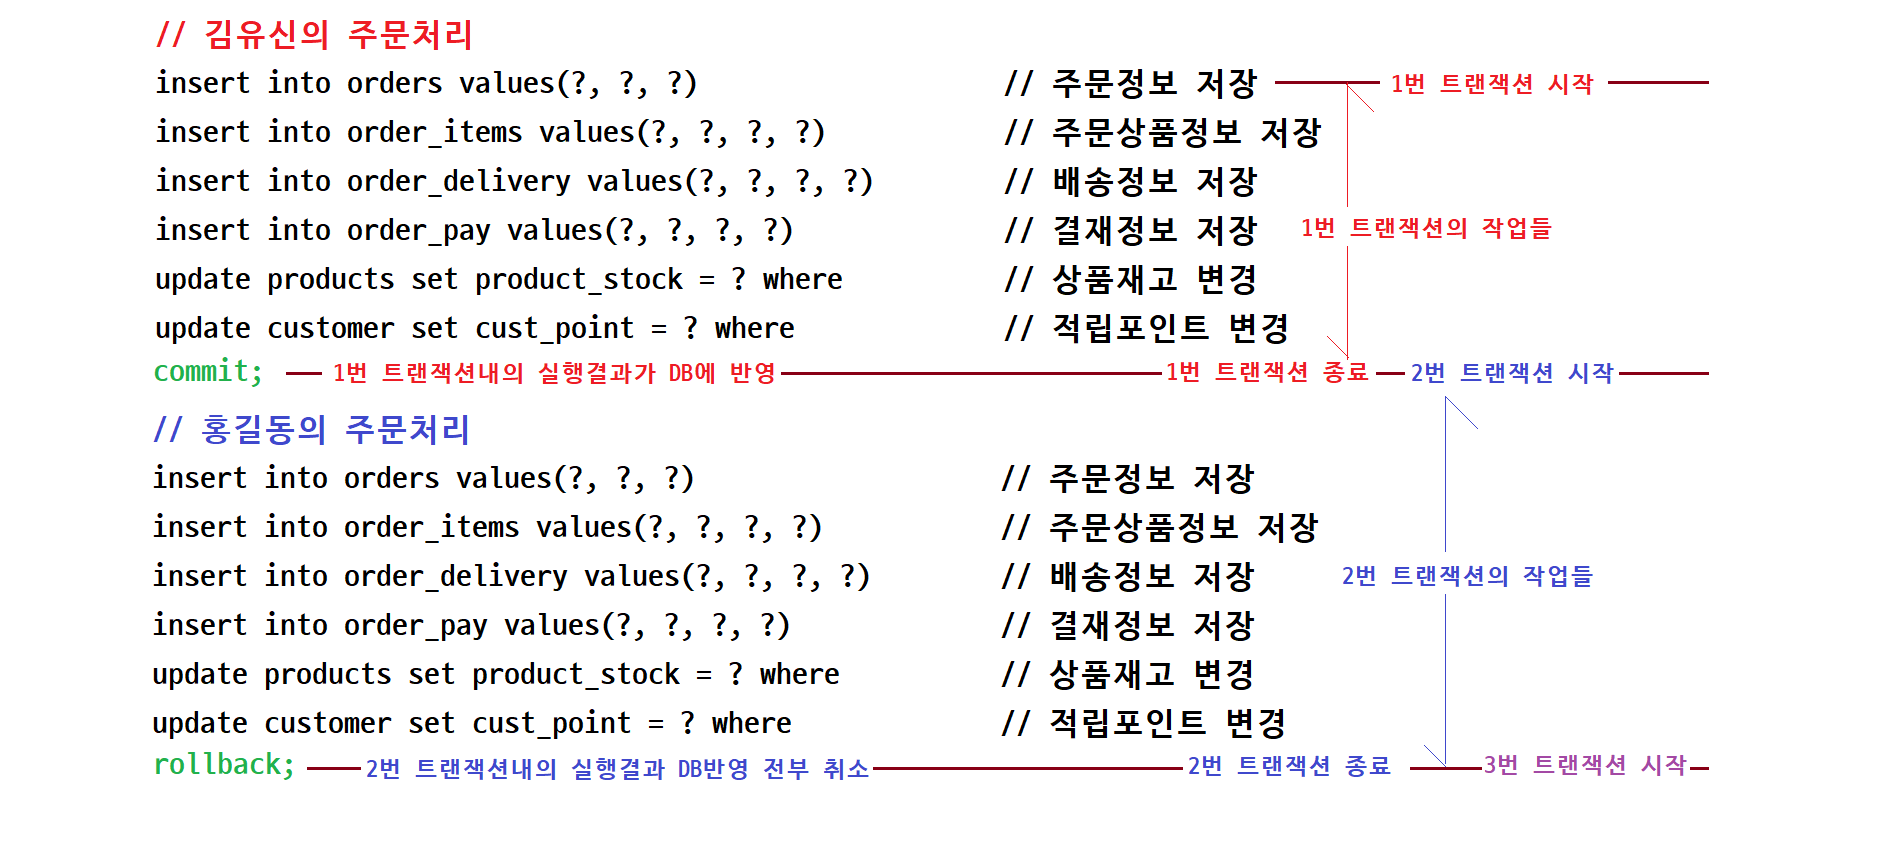 // 김유신의 주문처리
insert into orders values(?, ?, ?) // 주문정보 저장 1번 트랜잭션 시작
insert into order_items values(?, ?, ?, ?) // 주문상품정보 저장
insert into order_delivery values(?, ?, ?, ?) // 배송정보 저장
insert into order_pay values(?, ?, ?, ?) // 결재정보 저장 1번 트랜잭션의 작업들
update products set product_stock = ? where // 상품재고 변경
update customer set cust_point = ? where // 적립포인트 변경
commit; 1번 트랜잭션내의 실행결과가 DB에 반영 1번 트랜잭션 종료 2번 트랜잭션 시작
// 홍길동의 주문처리
insert into orders values(?, ?, ?) // 주문정보 저장
insert into order_items values(?, ?, ?, ?) // 주문상품정보 저장
insert into order_delivery values(?, ?, ?, ?) // 배송정보 저장 2번 트랜잭션의 작업들
insert into order_pay values(?, ?, ?, ?) // 결재정보 저장
update products set product_stock = ? where // 상품재고 변경
update customer set cust_point = ? where // 적립포인트 변경
rollback; 2번 트랜잭션내의 실행결과 DB반영 전부 취소 2번 트랜잭션 종료 3번 트랜잭션 시작